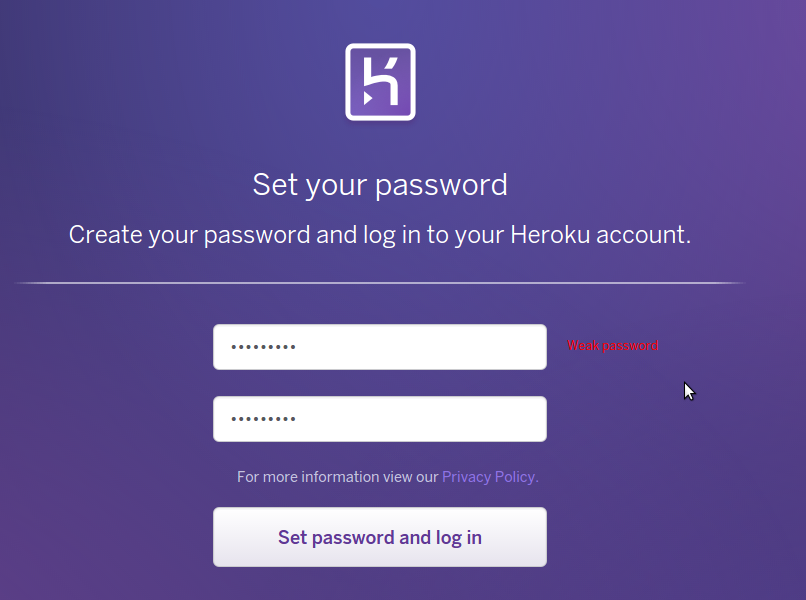 Set your password
Create your password and log in to your Heroku account.
•••••••••
Weak password
•••••••••
For more information view our Privacy Policy.
Set password and log in